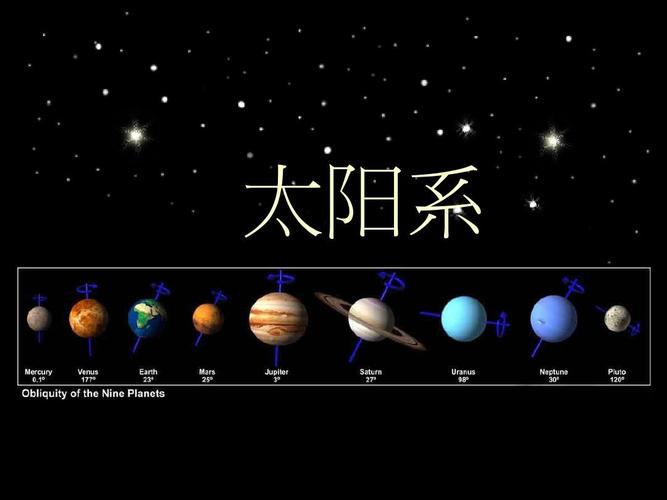 太阳系
Mercury Venus Earth Mars Jupiter Saturn Uranus Neptune Pluto
0.1° 177° 23° 25° 3° 27° 98° 30° 120°
Obliquity of the Nine Planets